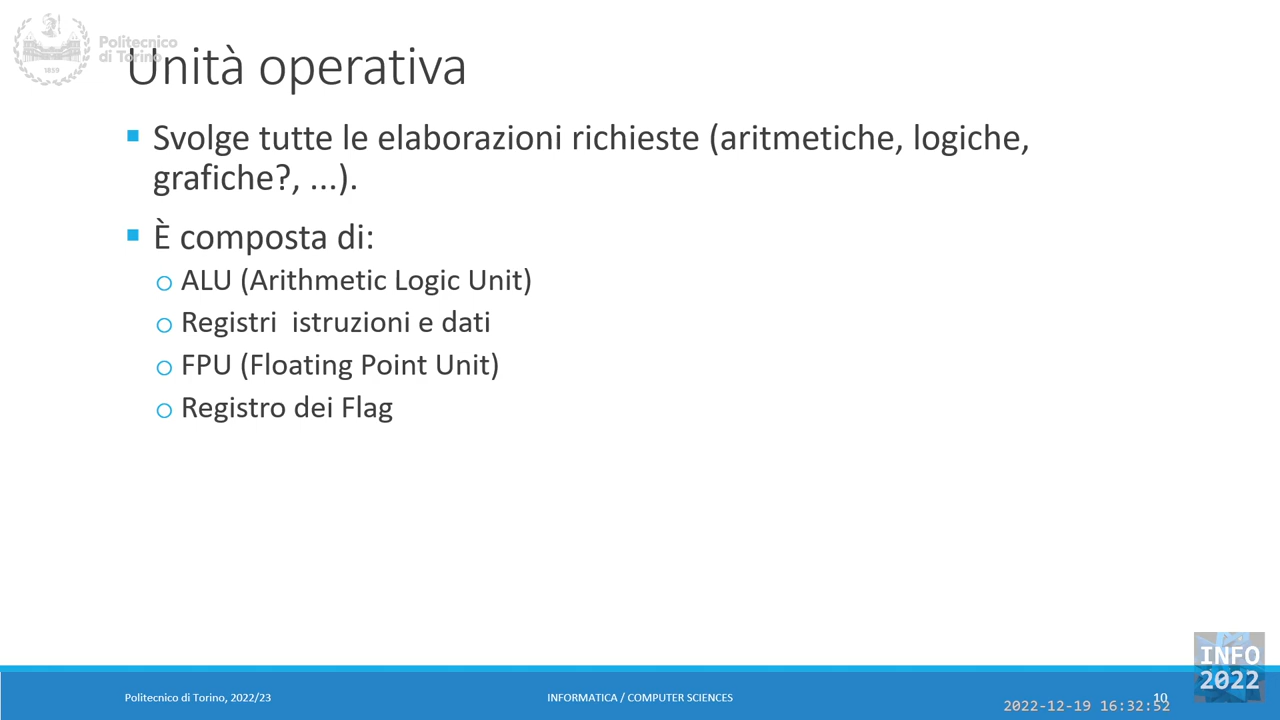 Politecnico
di Torino
1859
Unità operativa
Svolge tutte le elaborazioni richieste (aritmetiche, logiche,
grafiche?, ...).
È composta di:
ALU (Arithmetic Logic Unit)
Registri  istruzioni e dati
FPU (Floating Point Unit)
Registro dei Flag
INFO
2022
Politecnico di Torino, 2022/23
INFORMATICA / COMPUTER SCIENCES
10
2022-12-19 16:32:52